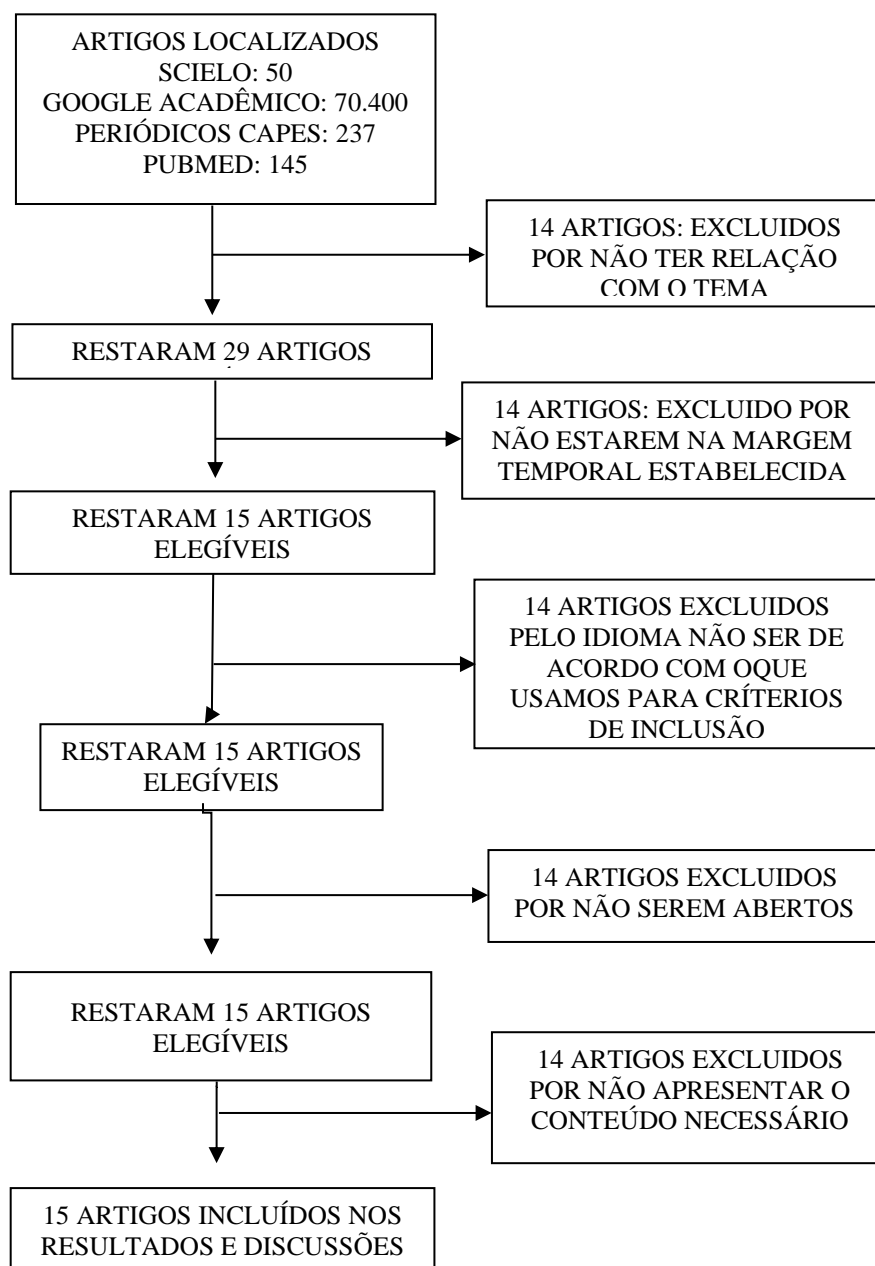 ARTIGOS LOCALIZADOS
SCIELO: 50
GOOGLE ACADÊMICO: 70.400
PERIÓDICOS CAPES: 237
PUBMED: 145
14 ARTIGOS: EXCLUIDOS
POR NÃO TER RELAÇÃO
COM O TEMA
RESTARAM 29 ARTIGOS
14 ARTIGOS: EXCLUIDO POR
NÃO ESTAREM NA MARGEM
TEMPORAL ESTABELECIDA
RESTARAM 15 ARTIGOS
ELEGÍVEIS
14 ARTIGOS EXCLUIDOS
PELO IDIOMA NÃO SER DE
ACORDO COM OQUE
USAMOS PARA CRÍTERIOS
DE INCLUSÃO
RESTARAM 15 ARTIGOS
ELEGÍVEIS
14 ARTIGOS EXCLUIDOS
POR NÃO SEREM ABERTOS
RESTARAM 15 ARTIGOS
ELEGÍVEIS
14 ARTIGOS EXCLUIDOS
POR NÃO APRESENTAR O
CONTEÚDO NECESSÁRIO
15 ARTIGOS INCLUÍDOS NOS
RESULTADOS E DISCUSSÕES